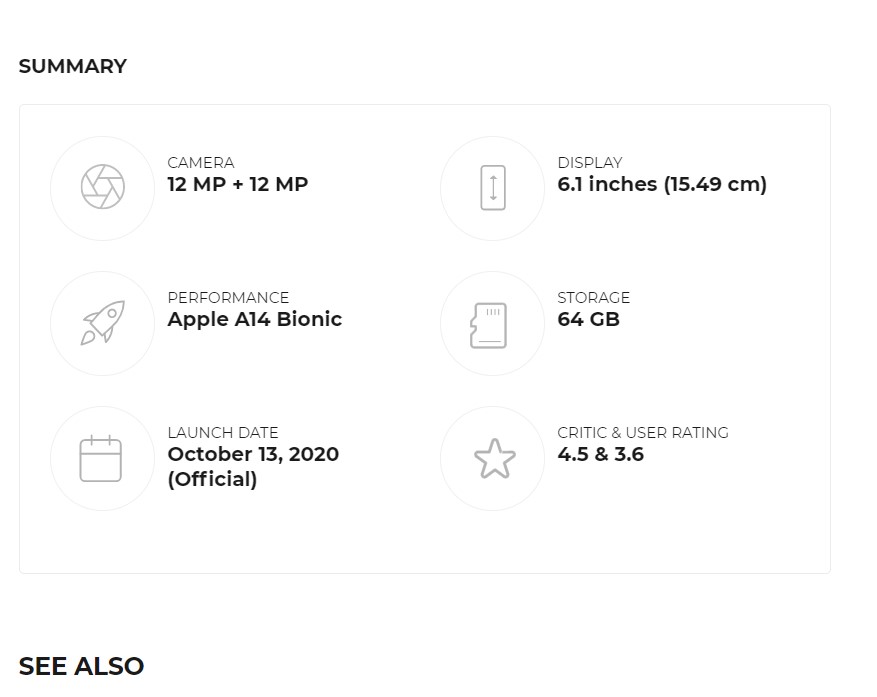 SUMMARY
CAMERA
12 MP + 12 MP
DISPLAY
6.1 inches (15.49 cm)
PERFORMANCE
Apple A14 Bionic
STORAGE
64 GB
LAUNCH DATE
October 13, 2020
(Official)
CRITIC & USER RATING
4.5 & 3.6
SEE ALSO